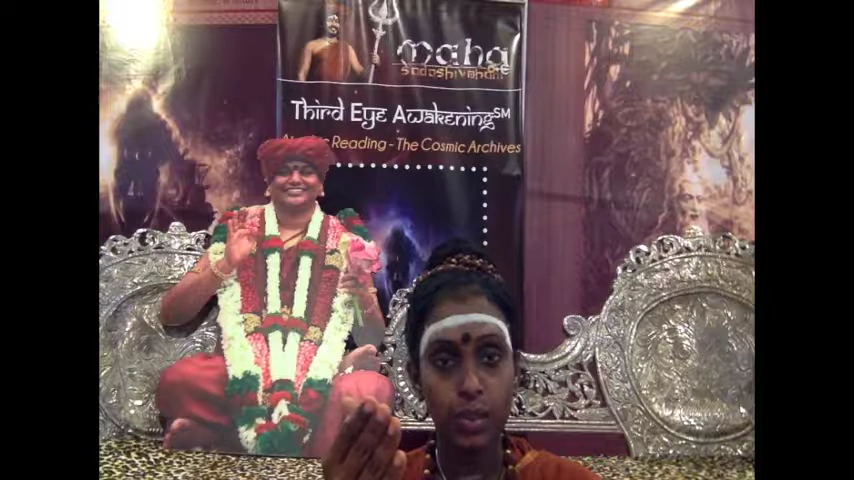 maha
sadashivoham
Third Eye Awakening℠
Reading - The Cosmic Archives